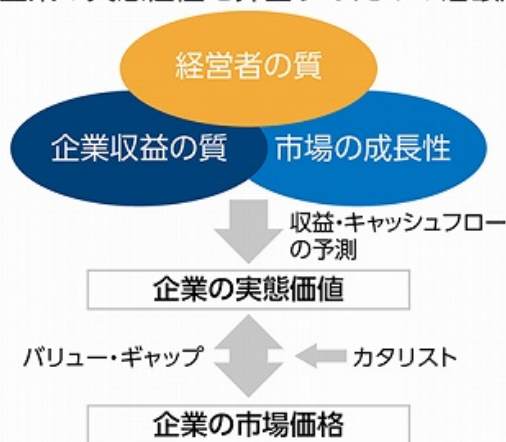 経営者の質
企業収益の質
市場の成長性
収益・キャッシュフロー
の予測
企業の実態価値
バリュー・ギャップ
カタリスト
企業の市場価格